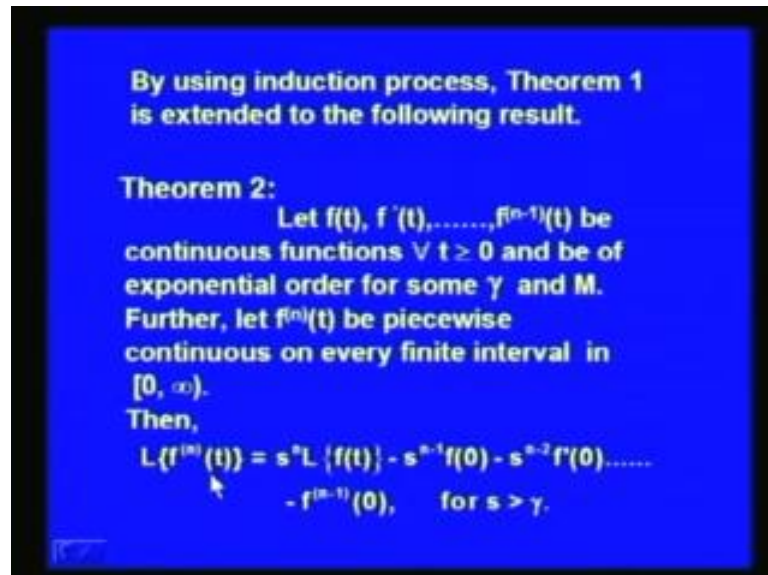 By using induction process, Theorem 1
is extended to the following result.
Theorem 2:
Let f(t), f '(t),.......,f⁽ⁿ⁻¹⁾(t) be
continuous functions ∀ t ≥ 0 and be of
exponential order for some γ and M.
Further, let f⁽ⁿ⁾(t) be piecewise
continuous on every finite interval in
[0, ∞).
Then,
L{f⁽ⁿ⁾(t)} = sⁿL{f(t)} - sⁿ⁻¹f(0) - sⁿ⁻²f'(0)......
- f⁽ⁿ⁻¹⁾(0), for s > γ.